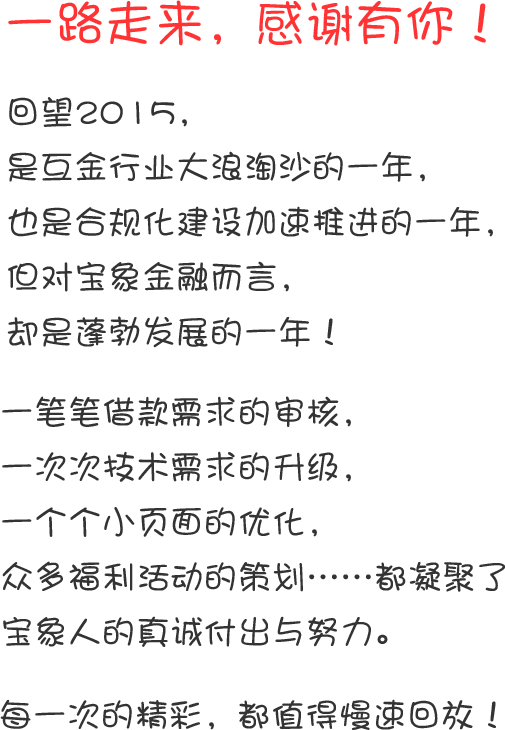 一路走来，感谢有你！
回望2015，
是互金行业大浪淘沙的一年，
也是合规化建设加速推进的一年，
但对宝象金融而言，
却是蓬勃发展的一年！
一笔笔借款需求的审核，
一次次技术需求的升级，
一个个小页面的优化，
众多福利活动的策划……都凝聚了
宝象人的真诚付出与努力。
每一次的精彩，都值得慢速回放！